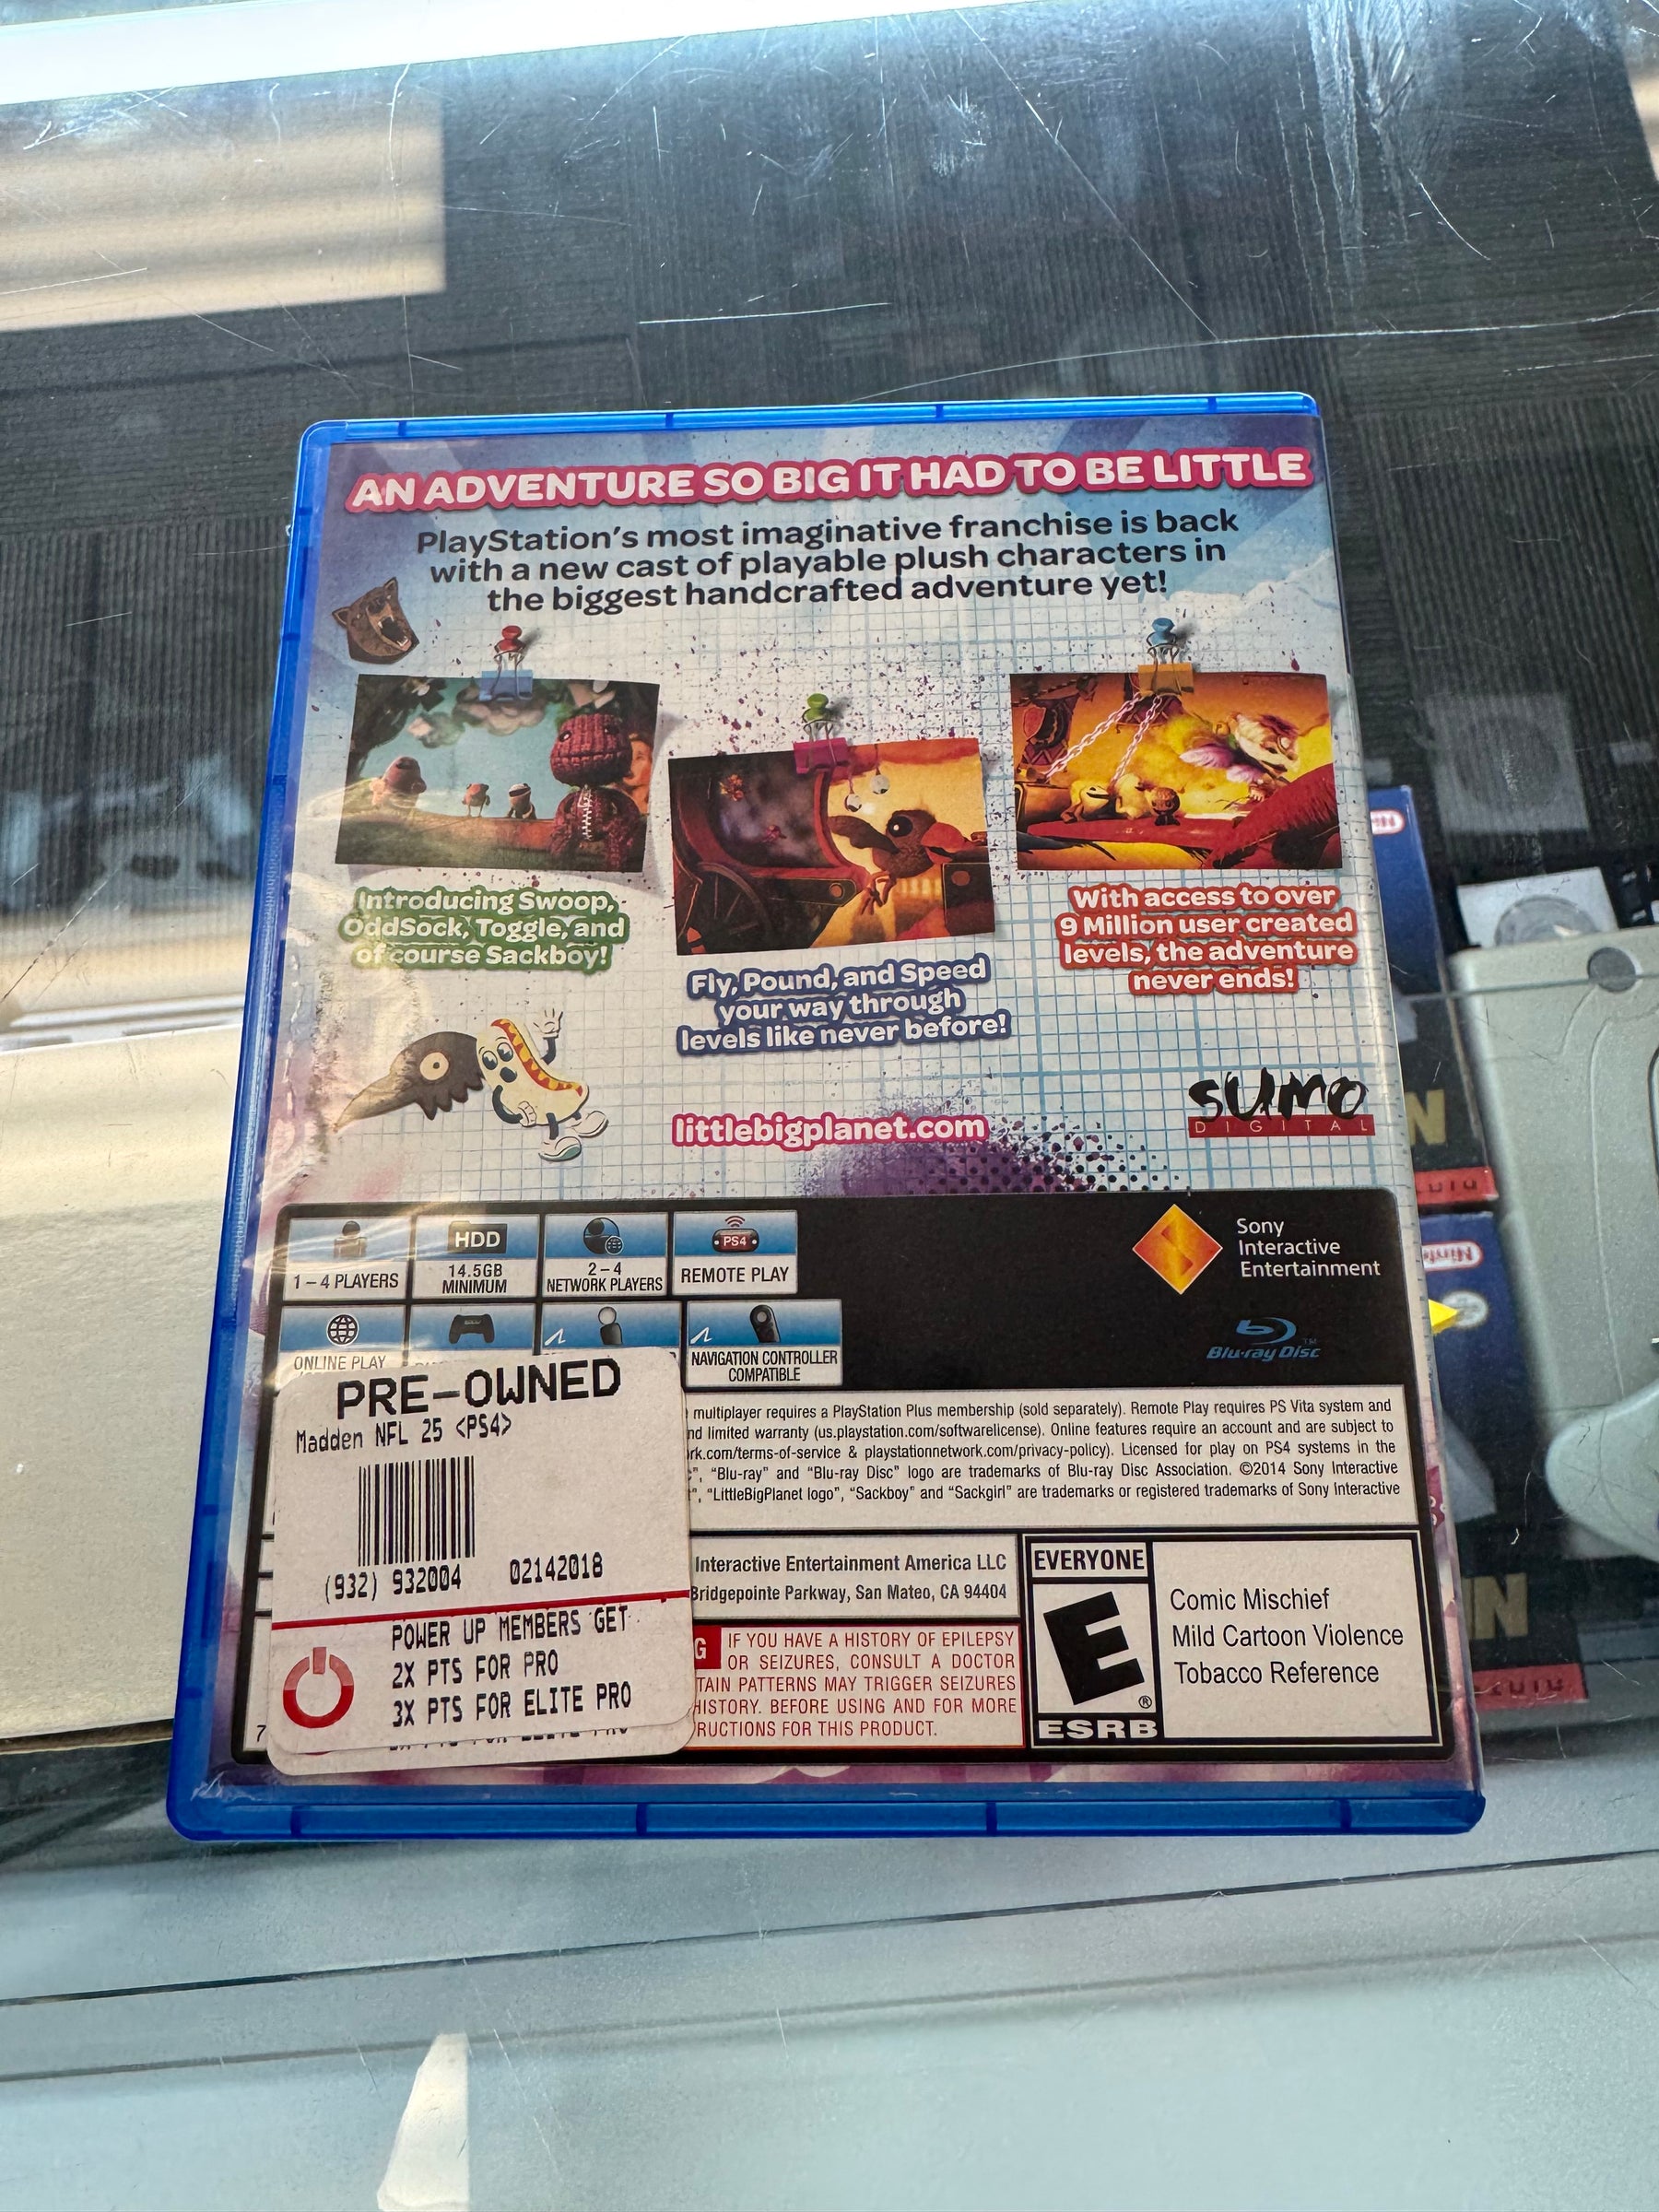 AN ADVENTURE SO BIG IT HAD TO BE LITTLE
PlayStation's most imaginative franchise is back
with a new cast of playable plush characters in
the biggest handcrafted adventure yet!
Introducing Swoop,
OddSock, Toggle, and
of course Sackboy!
Fly, Pound, and Speed
your way through
levels like never before!
With access to over
9 Million user created
levels, the adventure
never ends!
littlebigplanet.com
sumo
DIGITAL
1-4 PLAYERS
HDD
14.5GB
MINIMUM
2-4
NETWORK PLAYERS
PS4
REMOTE PLAY
Sony
Interactive
Entertainment
ONLINE PLAY
NAVIGATION CONTROLLER
COMPATIBLE
Blu-ray Disc™
PRE-OWNED
Madden NFL 25 <PS4>
(932) 932004 02142018
POWER UP MEMBERS GET
2X PTS FOR PRO
3X PTS FOR ELITE PRO
multiplayer requires a PlayStation Plus membership (sold separately). Remote Play requires PS Vita system and
limited warranty (us.playstation.com/softwarelicense). Online features require an account and are subject to
rk.com/terms-of-service & playstationnetwork.com/privacy-policy). Licensed for play on PS4 systems in the
"Blu-ray" and "Blu-ray Disc" logo are trademarks of Blu-ray Disc Association. ©2014 Sony Interactive
"LittleBigPlanet logo", "Sackboy" and "Sackgirl" are trademarks or registered trademarks of Sony Interactive
Interactive Entertainment America LLC
Bridgepointe Parkway, San Mateo, CA 94404
G IF YOU HAVE A HISTORY OF EPILEPSY
OR SEIZURES, CONSULT A DOCTOR
TAIN PATTERNS MAY TRIGGER SEIZURES
HISTORY. BEFORE USING AND FOR MORE
RUCTIONS FOR THIS PRODUCT.
EVERYONE
E
®
ESRB
Comic Mischief
Mild Cartoon Violence
Tobacco Reference
7